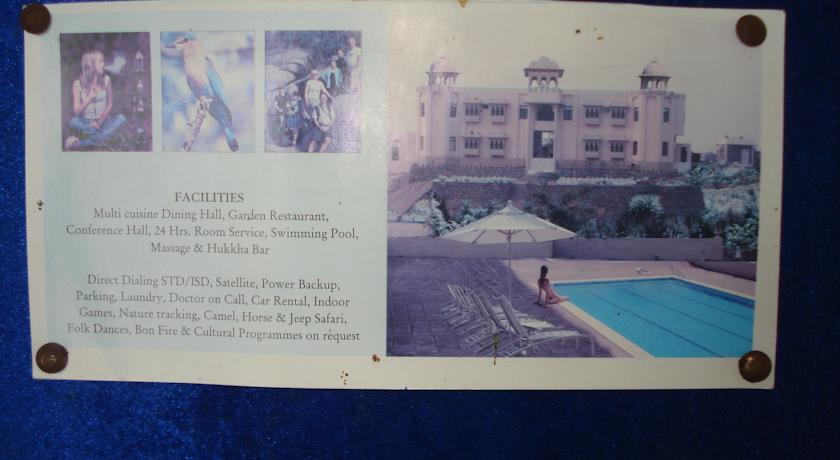 FACILITIES
Multi cuisine Dining Hall, Garden Restaurant,
Conference Hall, 24 Hrs. Room Service, Swimming Pool,
Massage & Hukkha Bar
Direct Dialing STD/ISD, Satellite, Power Backup,
Parking, Laundry, Doctor on Call, Car Rental, Indoor
Games, Nature tracking, Camel, Horse & Jeep Safari,
Folk Dances, Bon Fire & Cultural Programmes on request